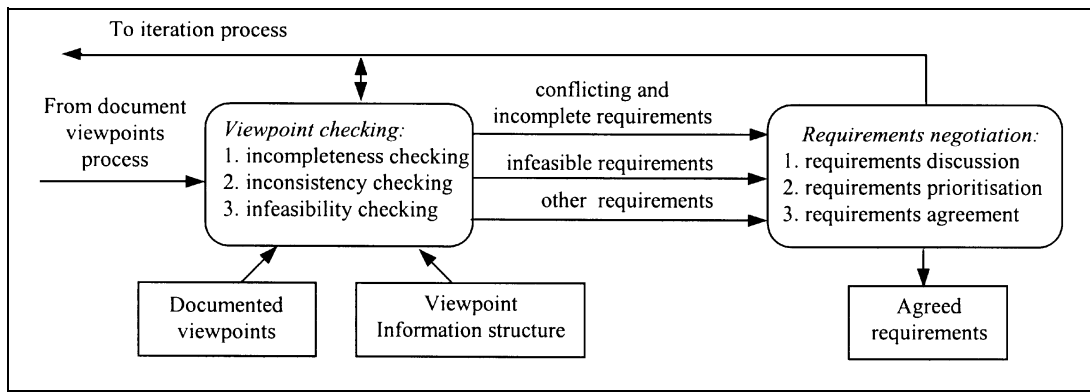 To iteration process
From document
viewpoints
process
Viewpoint checking:
1. incompleteness checking
2. inconsistency checking
3. infeasibility checking
conflicting and
incomplete requirements
infeasible requirements
other requirements
Requirements negotiation:
1. requirements discussion
2. requirements prioritisation
3. requirements agreement
Documented
viewpoints
Viewpoint
Information structure
Agreed
requirements